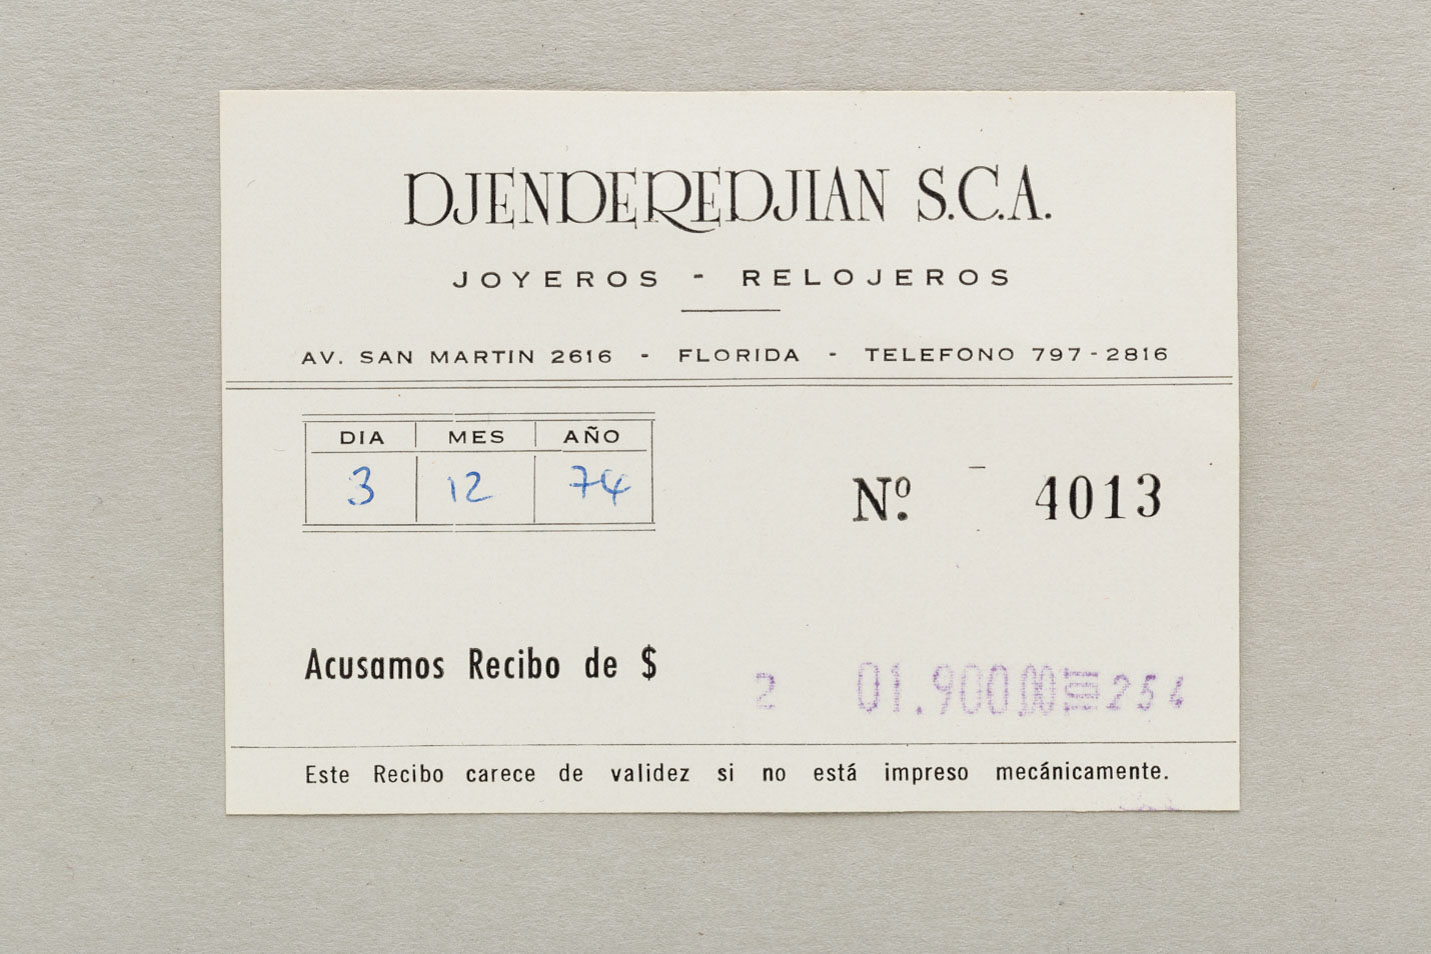 DJENDEREDJIAN S.C.A.
JOYEROS - RELOJEROS
AV. SAN MARTIN 2616 - FLORIDA - TELEFONO 797-2816
DIA MES AÑO
3 12 74
Nº. 4013
Acusamos Recibo de $ 2 01.900 254
Este Recibo carece de validez si no está impreso mecánicamente.